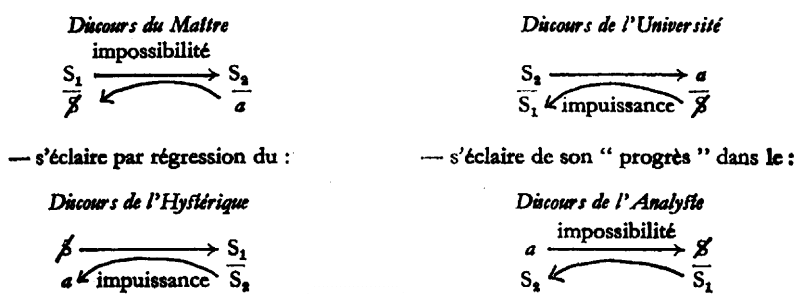 Discours du Maître
impossibilité
S₁ ⟶ S₂
$ a
— s'éclaire par régression du :
Discours de l'Hystérique
$ ⟶ S₁
a impuissance S₂
Discours de l'Université
S₂ ⟶ a
S₁ impuissance $
— s'éclaire de son “ progrès ” dans le :
Discours de l'Analyste
impossibilité
a ⟶ $
S₂ S₁